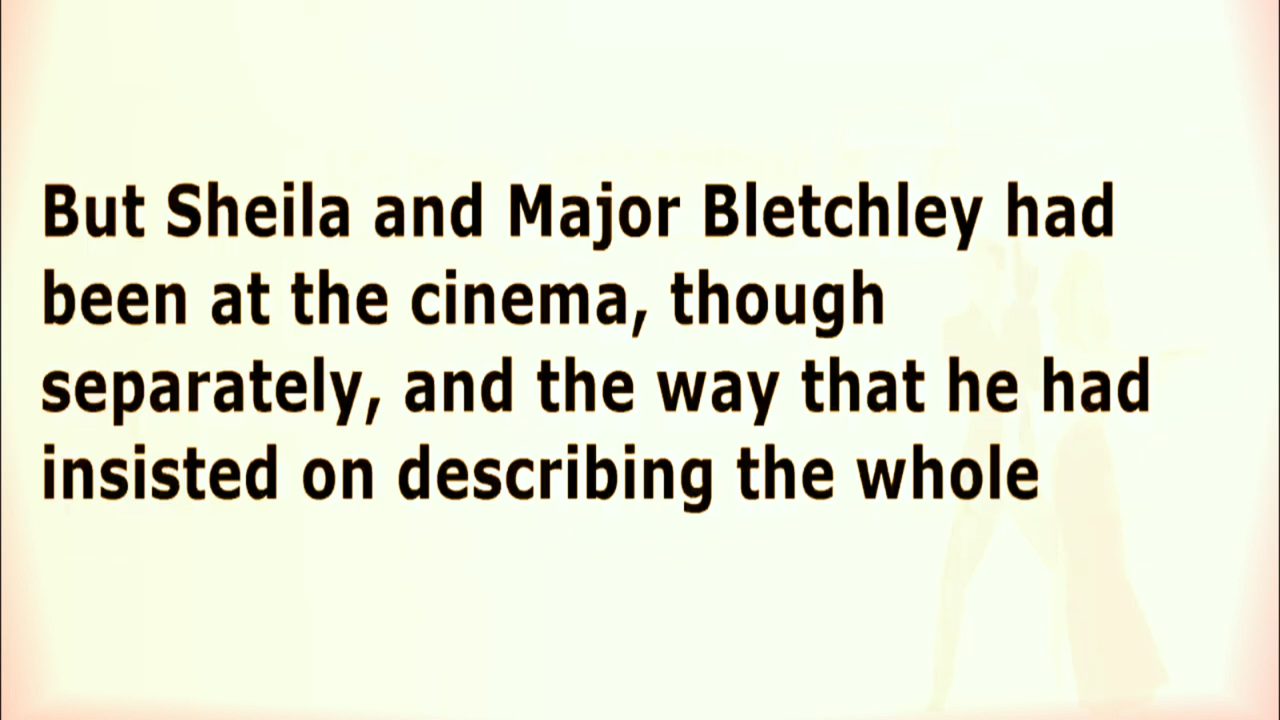 But Sheila and Major Bletchley had
been at the cinema, though
separately, and the way that he had
insisted on describing the whole